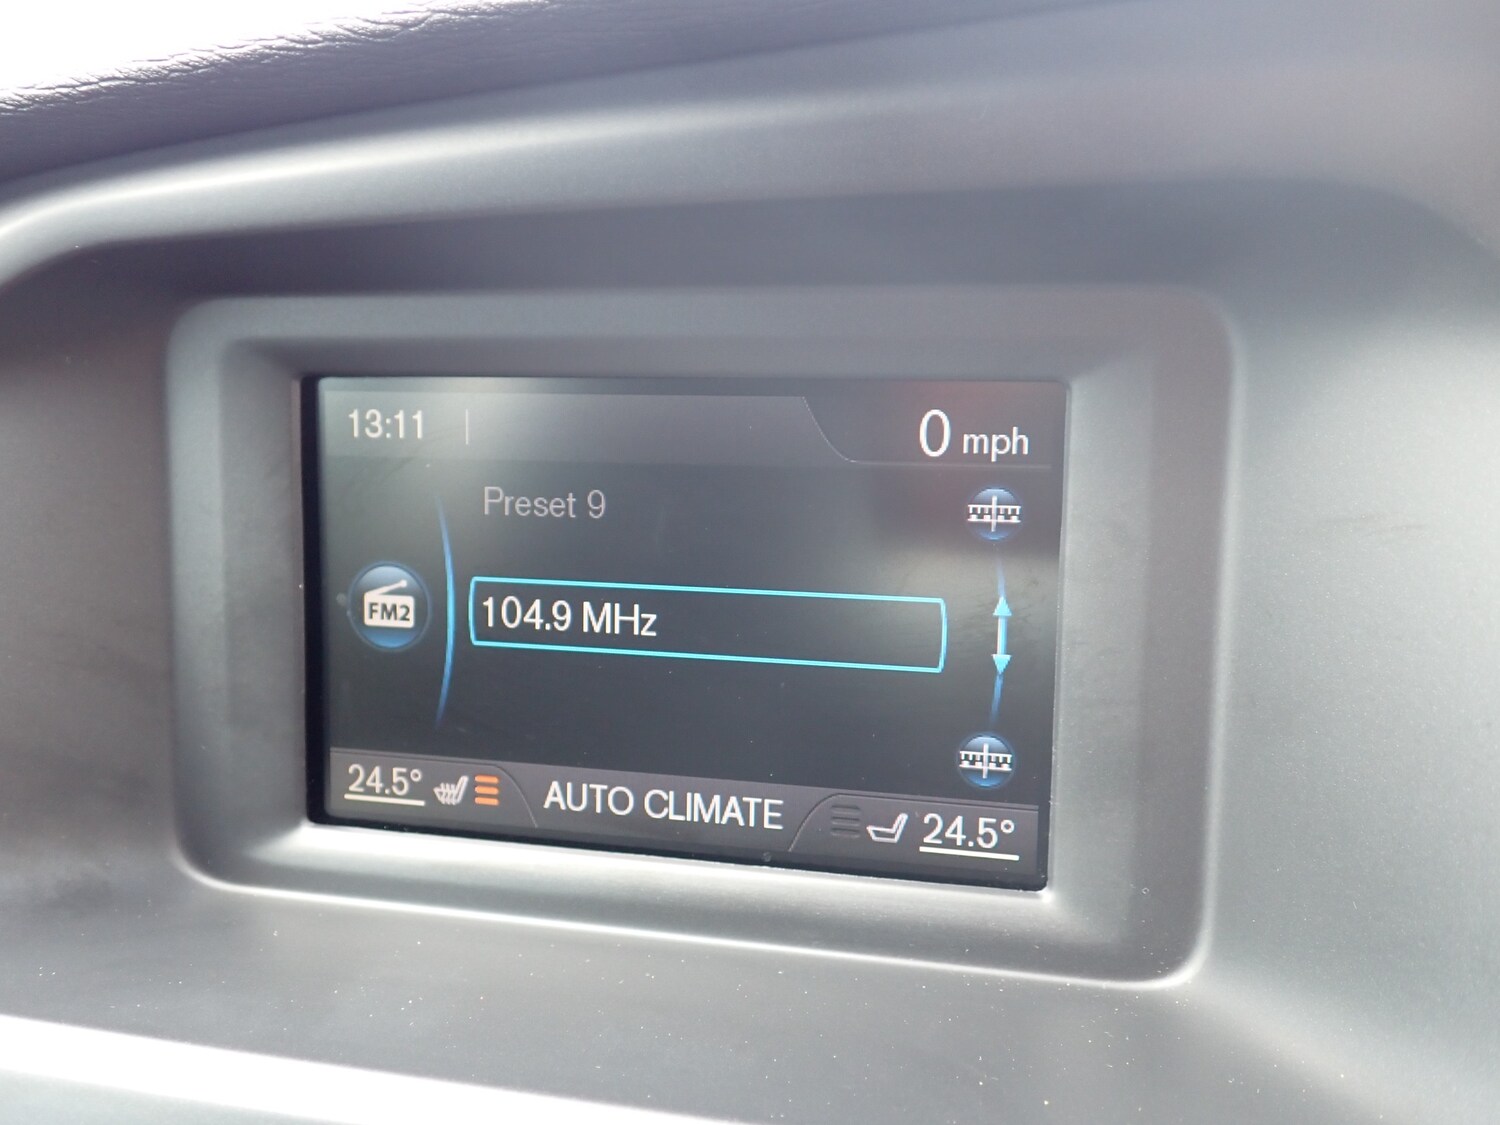 13:11
0 mph
Preset 9
FM2
104.9 MHz
24.5° AUTO CLIMATE 24.5°